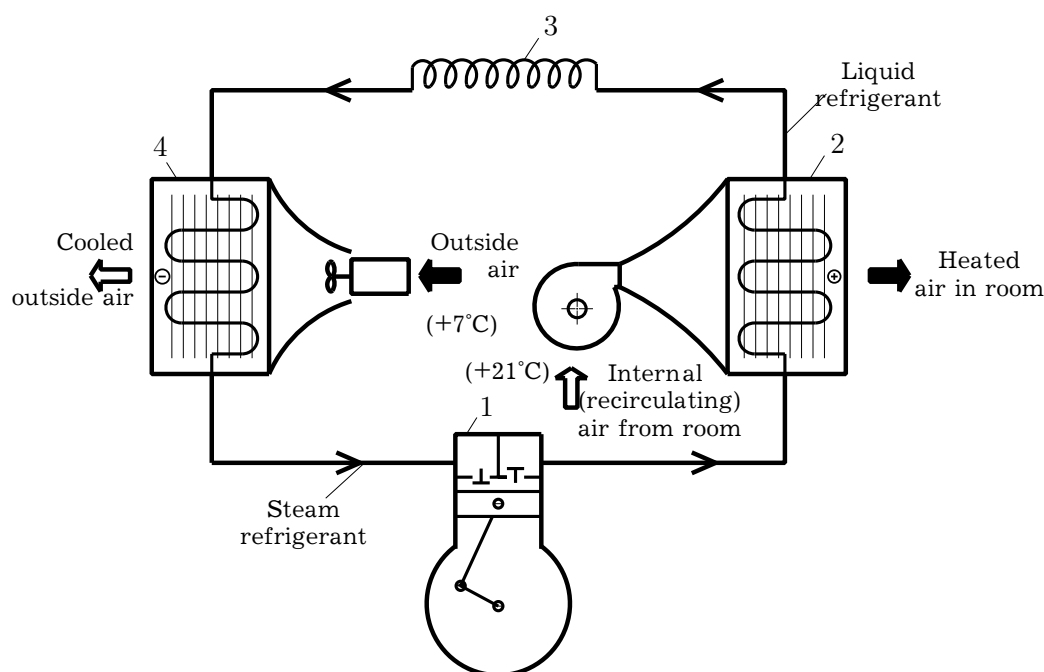 3
Liquid
refrigerant
4
2
Cooled
outside air
Outside
air
(+7°C)
Heated
air in room
(+21°C)
Internal
(recirculating)
air from room
1
Steam
refrigerant